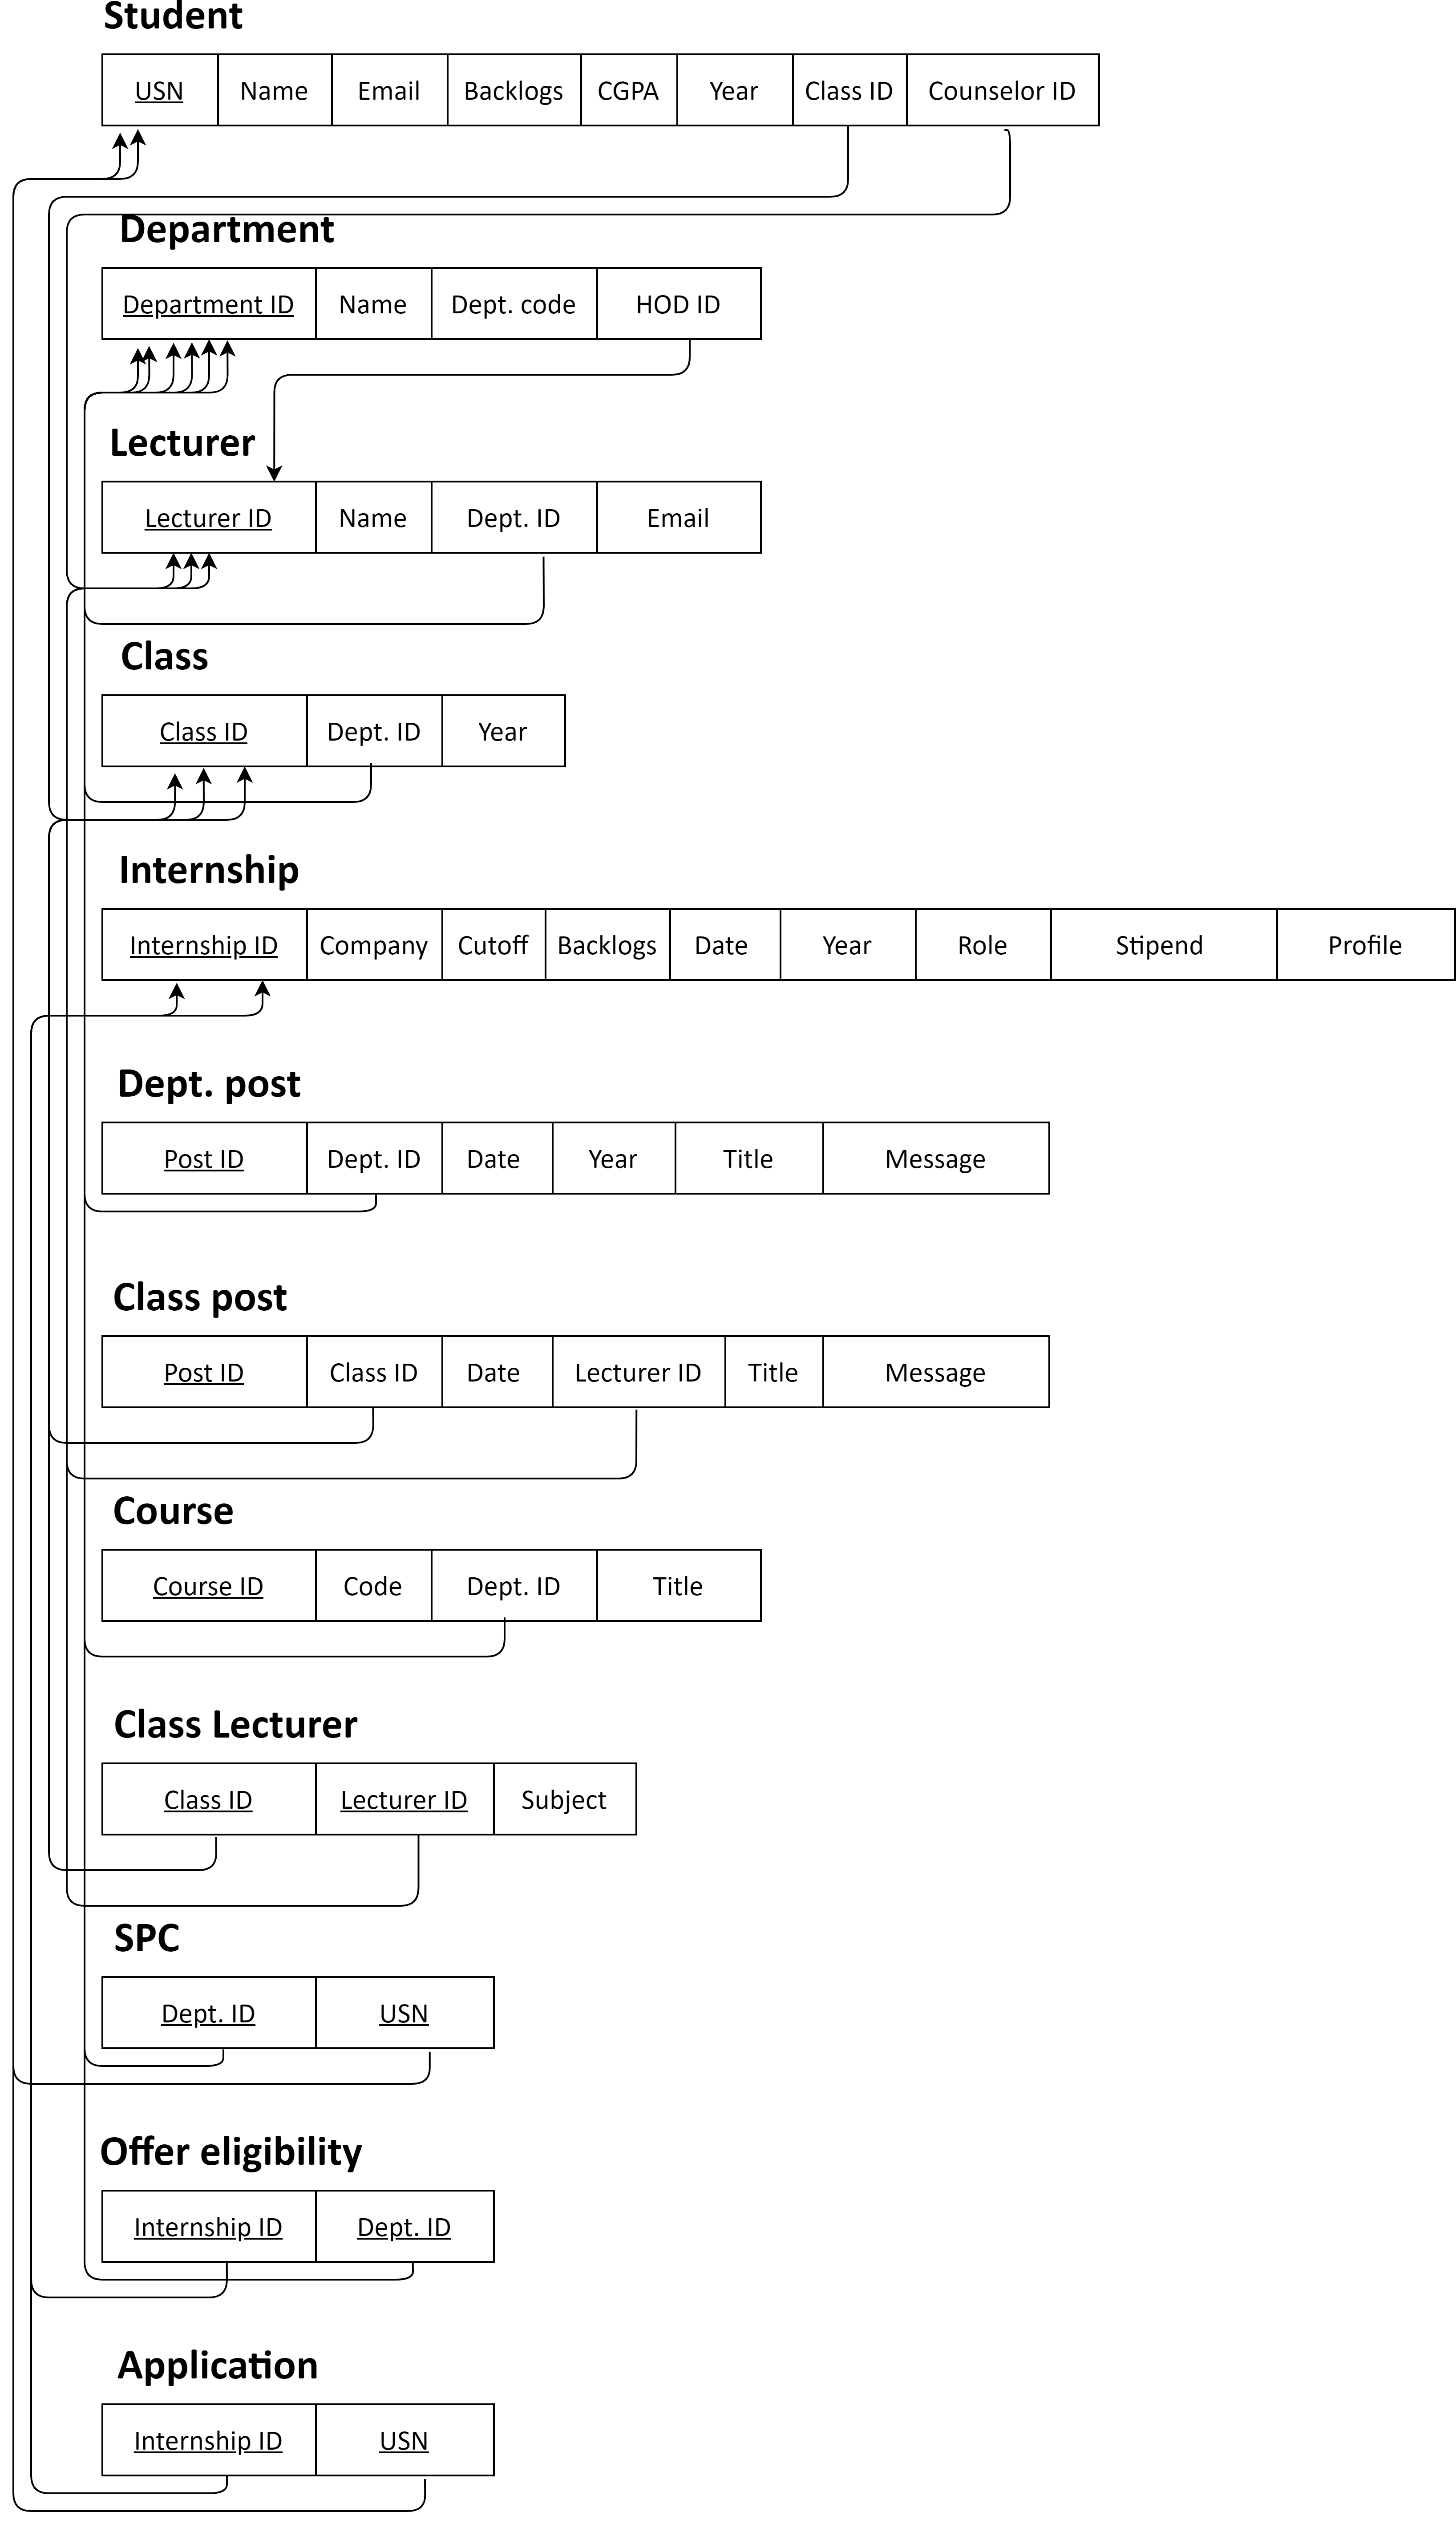 Student
USN Name Email Backlogs CGPA Year Class ID Counselor ID
Department
Department ID Name Dept. code HOD ID
Lecturer
Lecturer ID Name Dept. ID Email
Class
Class ID Dept. ID Year
Internship
Internship ID Company Cutoff Backlogs Date Year Role Stipend Profile
Dept. post
Post ID Dept. ID Date Year Title Message
Class post
Post ID Class ID Date Lecturer ID Title Message
Course
Course ID Code Dept. ID Title
Class Lecturer
Class ID Lecturer ID Subject
SPC
Dept. ID USN
Offer eligibility
Internship ID Dept. ID
Application
Internship ID USN